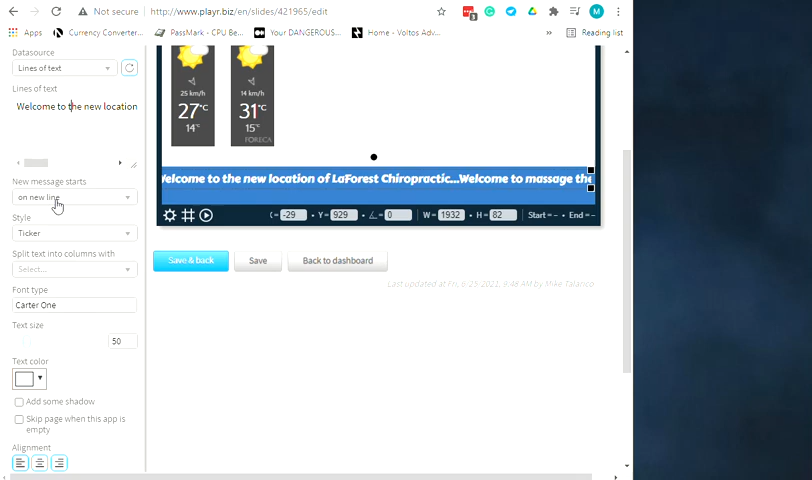 Not secure
http://www.playr.biz/en/slides/421965/edit
M
Apps
Currency Converter...
PassMark - CPU Be...
Your DANGEROUS...
Home - Voltos Adv...
»
Reading list
Datasource
Lines of text
Lines of text
Welcome to the new location
New message starts
on new line
Style
Ticker
Split text into columns with
Select...
Font type
Carter One
Text size
50
Text color
Add some shadow
Skip page when this app is
empty
Alignment
25 km/h
14 km/h
27°C
31°C
14°
15°
FORECA
Welcome to the new location of LaForest Chiropractic...Welcome to massage the
X = -29 • Y = 929 • ∠ = 0 • W = 1932 • H = 82 Start = – • End = –
Save & back
Save
Back to dashboard
Last updated at Fri, 6-25-2021, 9:48 AM by Mike Talarico